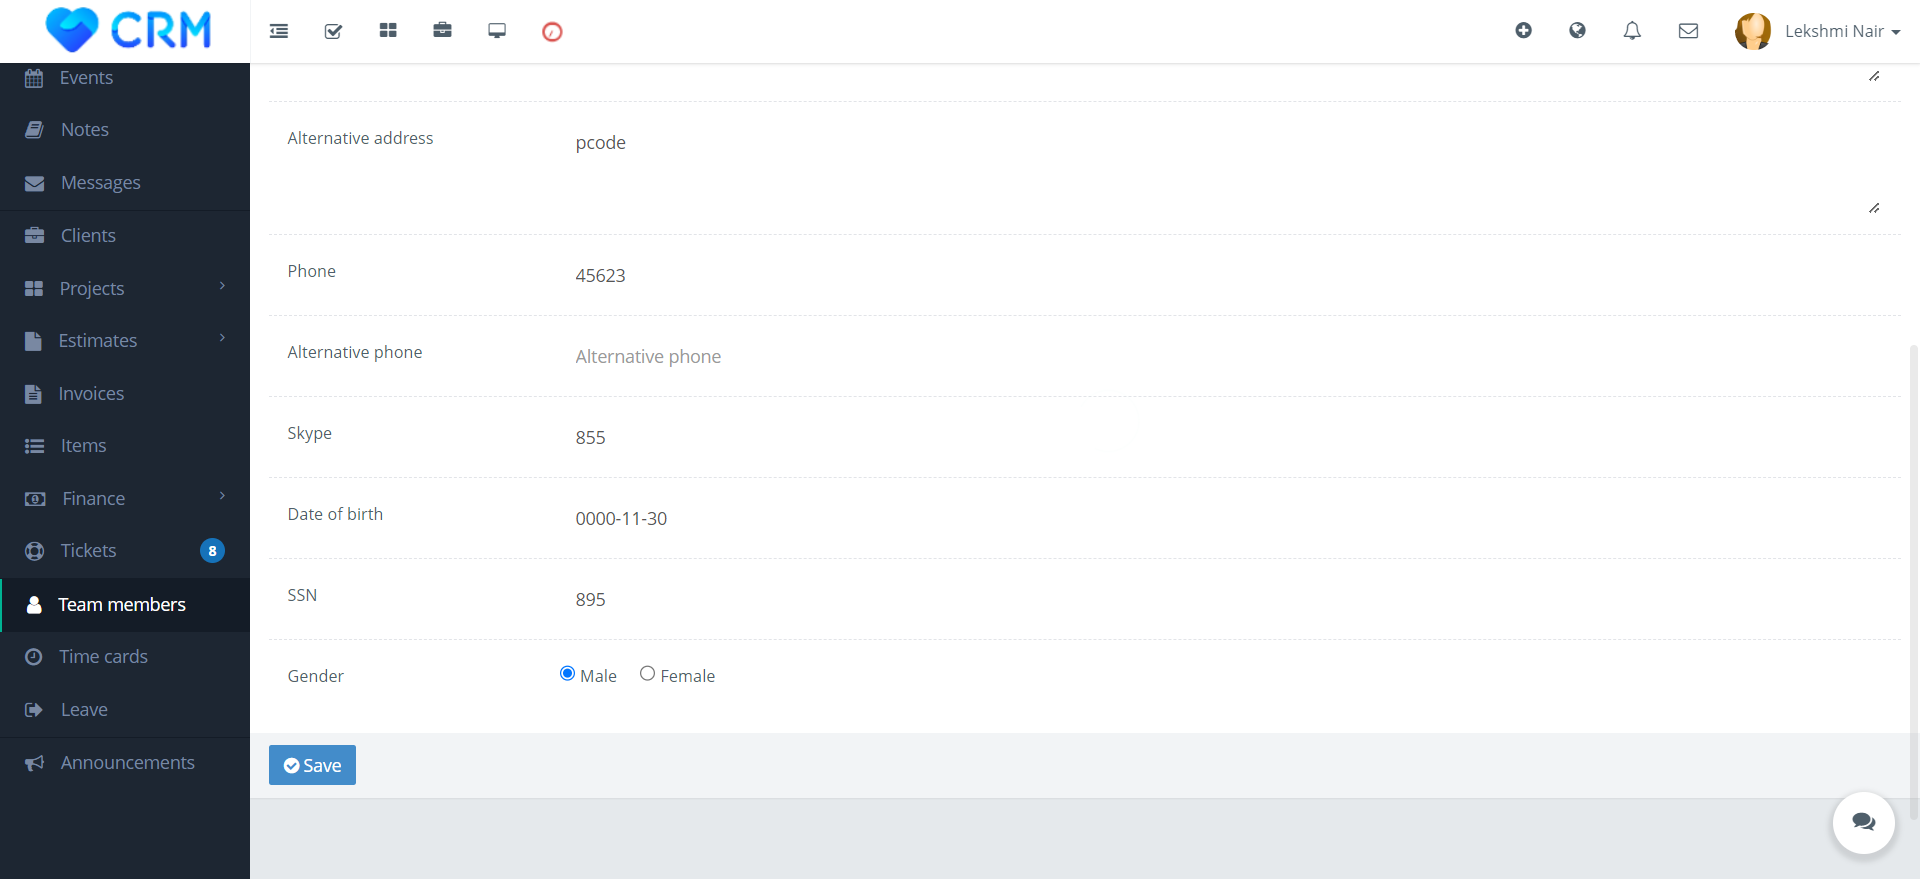 CRM
Lekshmi Nair
Events
Notes
Messages
Clients
Projects
Estimates
Invoices
Items
Finance
Tickets 8
Team members
Time cards
Leave
Announcements
Alternative address pcode
Phone 45623
Alternative phone Alternative phone
Skype 855
Date of birth 0000-11-30
SSN 895
Gender Male Female
Save